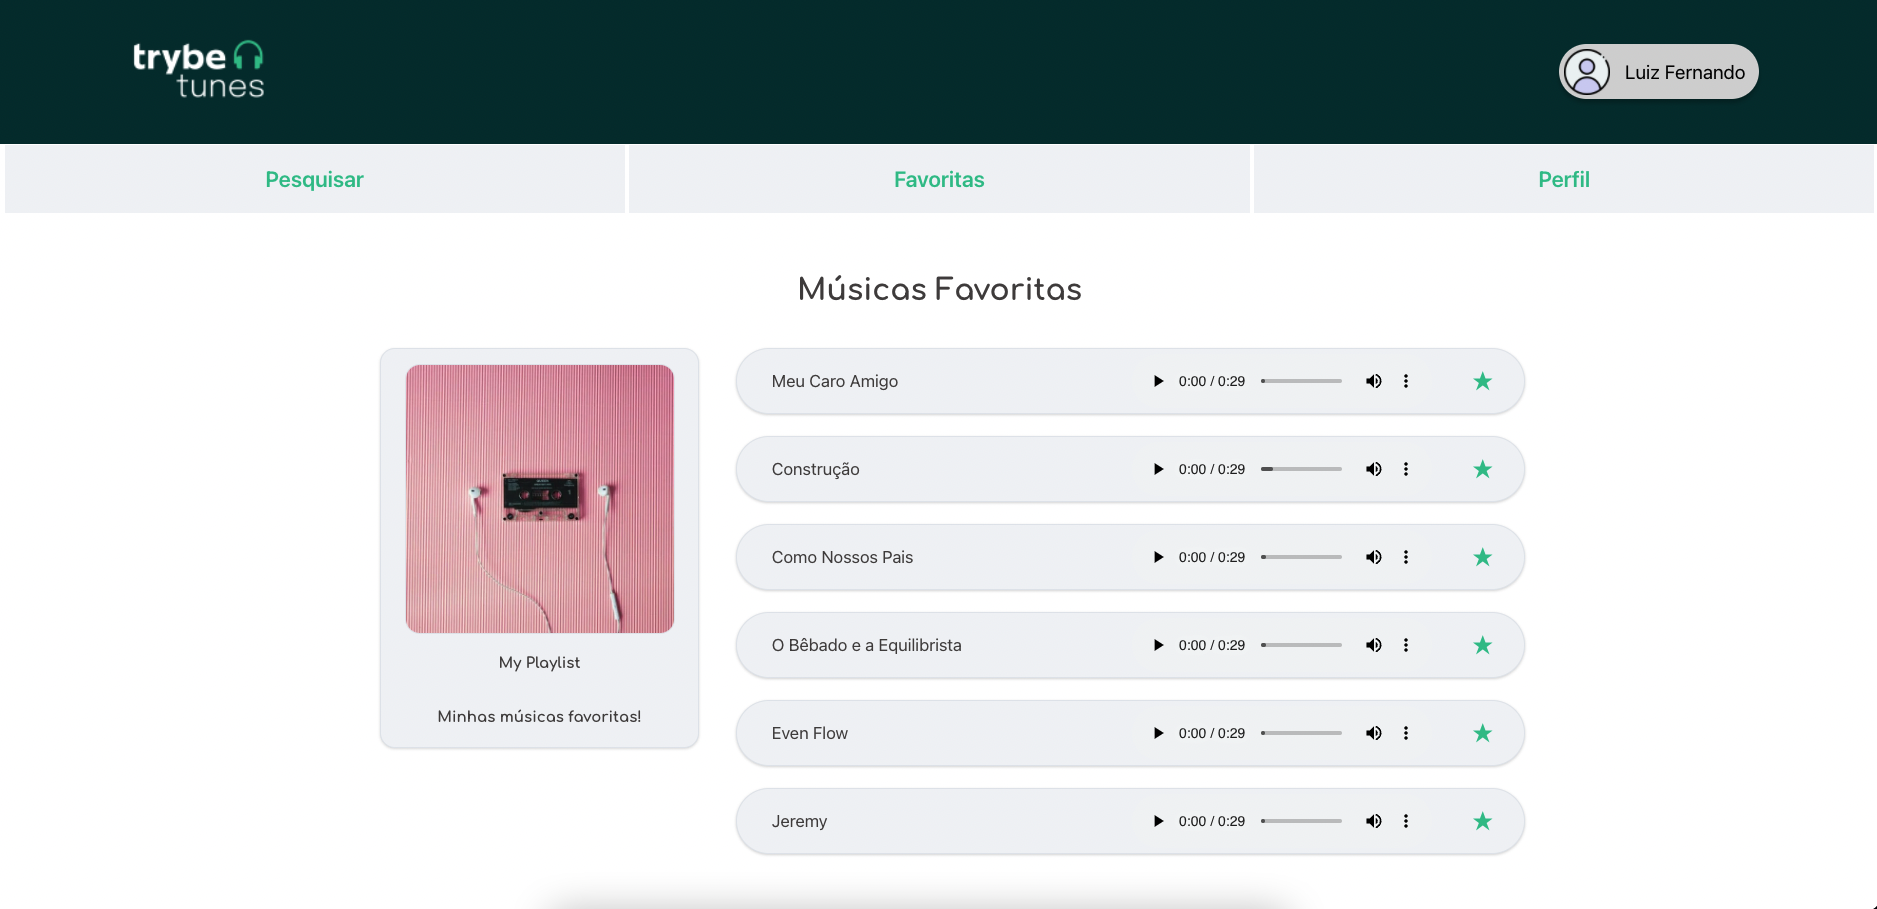 trybe
tunes
Luiz Fernando
Pesquisar
Favoritas
Perfil
Músicas Favoritas
My Playlist
Minhas músicas favoritas!
Meu Caro Amigo
0:00 / 0:29
Construção
0:00 / 0:29
Como Nossos Pais
0:00 / 0:29
O Bêbado e a Equilibrista
0:00 / 0:29
Even Flow
0:00 / 0:29
Jeremy
0:00 / 0:29